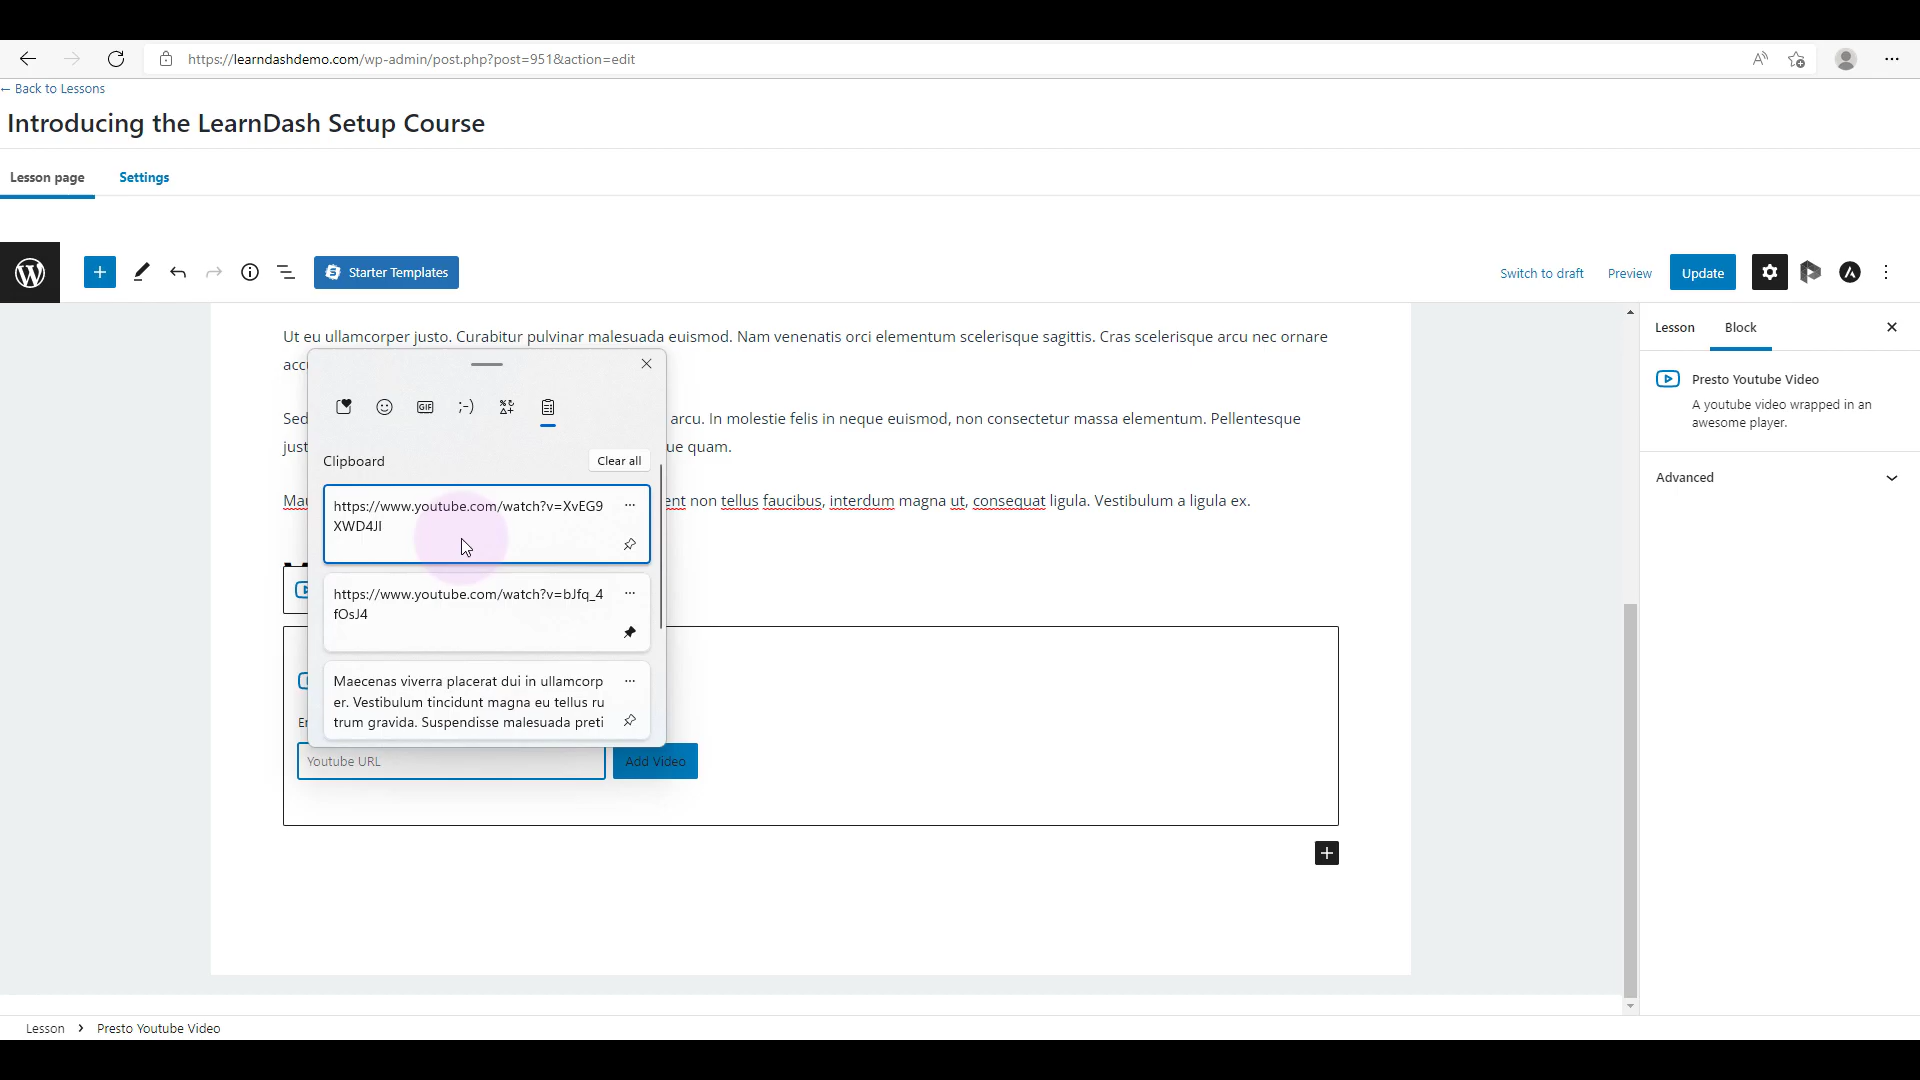 https://learndashdemo.com/wp-admin/post.php?post=951&action=edit
← Back to Lessons
Introducing the LearnDash Setup Course
Lesson page Settings
Starter Templates
Switch to draft Preview Update
Ut eu ullamcorper justo. Curabitur pulvinar malesuada euismod. Nam venenatis orci elementum scelerisque sagittis. Cras scelerisque arcu nec ornare
Sed arcu. In molestie felis in neque euismod, non consectetur massa elementum. Pellentesque
just ue quam.
Mau ent non tellus faucibus, interdum magna ut, consequat ligula. Vestibulum a ligula ex.
GIF
;-)
Clipboard Clear all
https://www.youtube.com/watch?v=XvEG9
XWD4JI
https://www.youtube.com/watch?v=bJfq_4
fOsJ4
Maecenas viverra placerat dui in ullamcorp
er. Vestibulum tincidunt magna eu tellus ru
trum gravida. Suspendisse malesuada preti
Youtube URL Add Video
Lesson Block
Presto Youtube Video
A youtube video wrapped in an
awesome player.
Advanced
Lesson > Presto Youtube Video